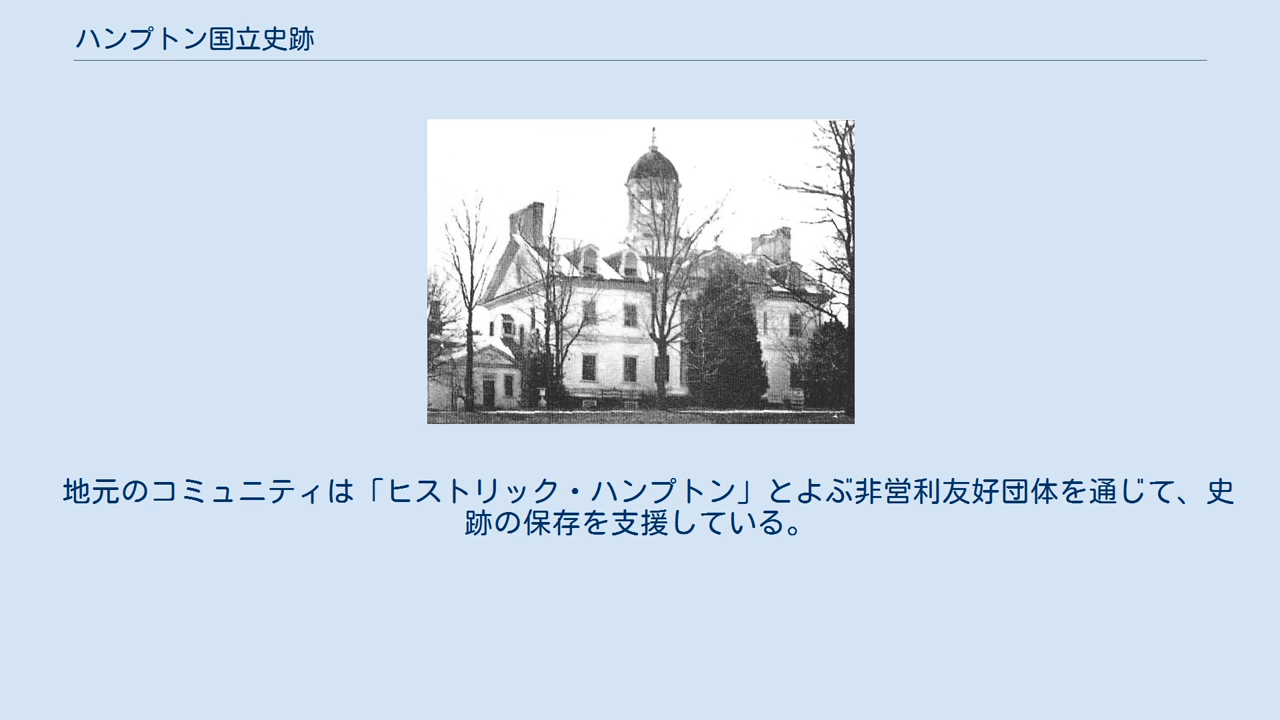 ハンプトン国立史跡
地元のコミュニティは「ヒストリック・ハンプトン」とよぶ非営利友好団体を通じて、史
跡の保存を支援している。